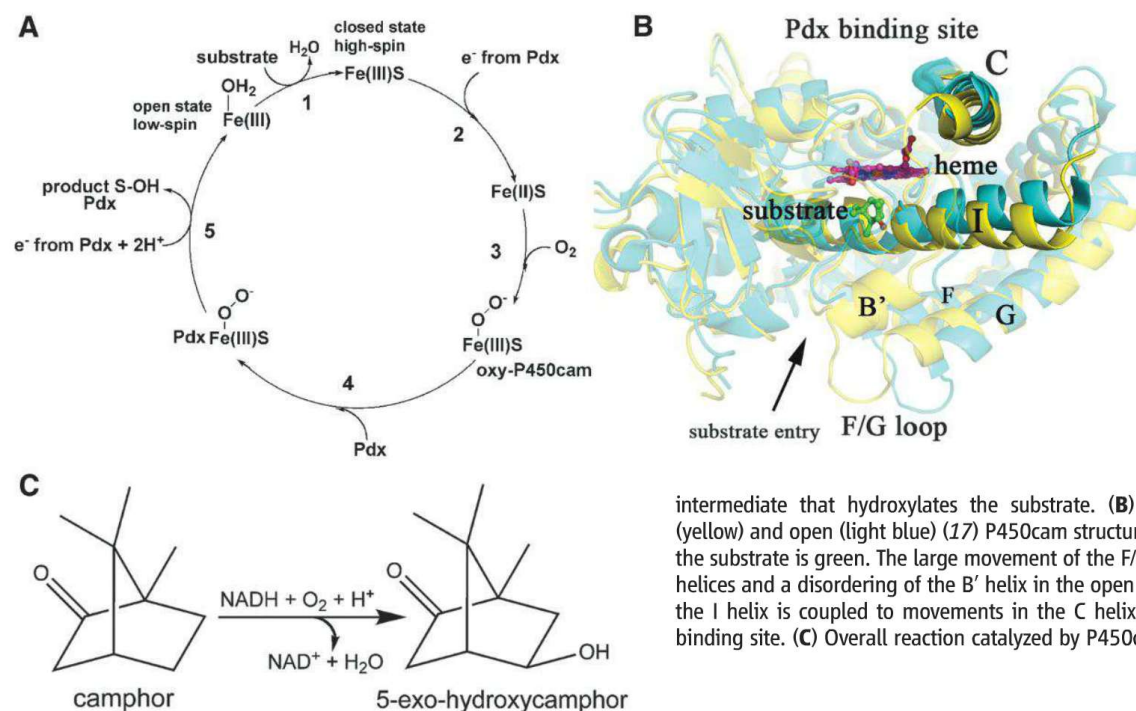 A
substrate
H₂O
closed state
high-spin
Fe(III)S
e⁻ from Pdx
OH₂
Fe(III)
open state
low-spin
1
2
Fe(II)S
3
O₂
product S-OH
Pdx
e⁻ from Pdx + 2H⁺
5
O⁻
O
Pdx Fe(III)S
O⁻
O
Fe(III)S
oxy-P450cam
4
Pdx
B
Pdx binding site
C
heme
substrate
I
B'
F
G
substrate entry
F/G loop
C
O
camphor
NADH + O₂ + H⁺
NAD⁺ + H₂O
O
OH
5-exo-hydroxycamphor
intermediate that hydroxylates the substrate. (B)
(yellow) and open (light blue) (17) P450cam structur
the substrate is green. The large movement of the F/
helices and a disordering of the B′ helix in the open
the I helix is coupled to movements in the C helix
binding site. (C) Overall reaction catalyzed by P450c